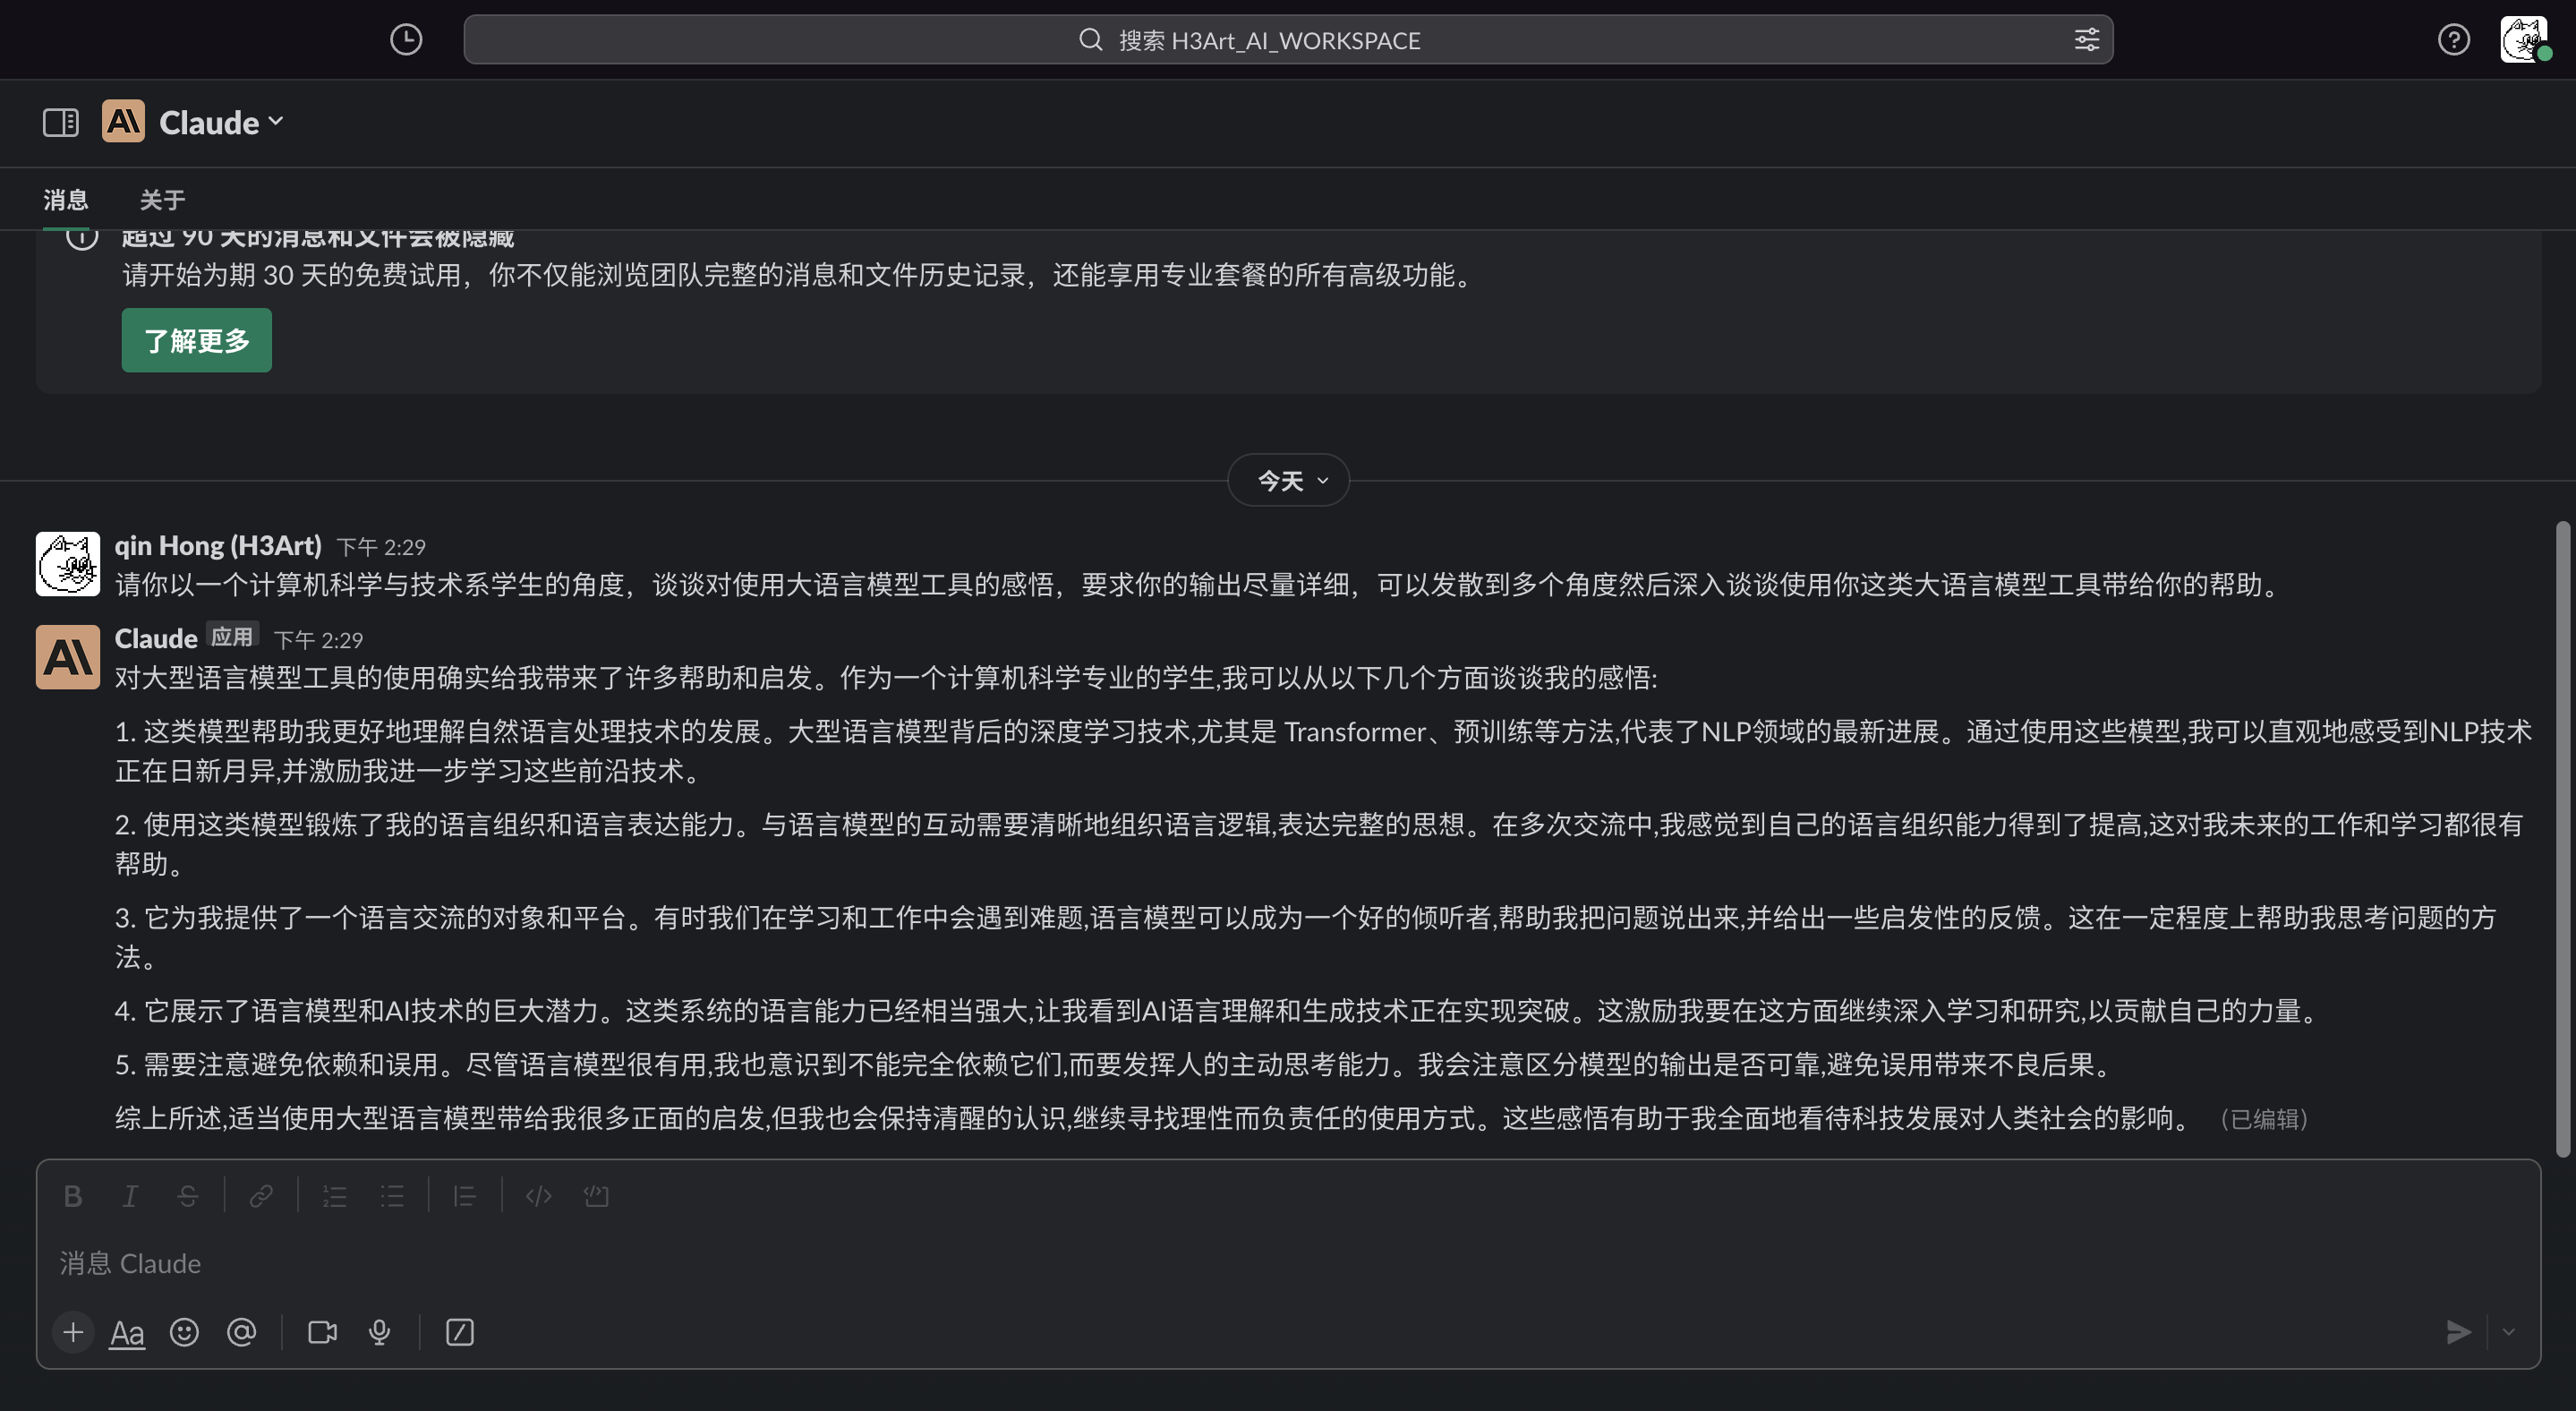 搜索 H3Art_AI_WORKSPACE
Claude
消息 关于
超过 90 天的消息和文件会被隐藏
请开始为期 30 天的免费试用，你不仅能浏览团队完整的消息和文件历史记录，还能享用专业套餐的所有高级功能。
了解更多
今天
qin Hong (H3Art) 下午 2:29
请你以一个计算机科学与技术系学生的角度，谈谈对使用大语言模型工具的感悟，要求你的输出尽量详细，可以发散到多个角度然后深入谈谈使用你这类大语言模型工具带给你的帮助。
Claude 应用 下午 2:29
对大型语言模型工具的使用确实给我带来了许多帮助和启发。作为一个计算机科学专业的学生,我可以从以下几个方面谈谈我的感悟:
1. 这类模型帮助我更好地理解自然语言处理技术的发展。大型语言模型背后的深度学习技术,尤其是 Transformer、预训练等方法,代表了NLP领域的最新进展。通过使用这些模型,我可以直观地感受到NLP技术
正在日新月异,并激励我进一步学习这些前沿技术。
2. 使用这类模型锻炼了我的语言组织和语言表达能力。与语言模型的互动需要清晰地组织语言逻辑,表达完整的思想。在多次交流中,我感觉到自己的语言组织能力得到了提高,这对我未来的工作和学习都很有
帮助。
3. 它为我提供了一个语言交流的对象和平台。有时我们在学习和工作中会遇到难题,语言模型可以成为一个好的倾听者,帮助我把问题说出来,并给出一些启发性的反馈。这在一定程度上帮助我思考问题的方
法。
4. 它展示了语言模型和AI技术的巨大潜力。这类系统的语言能力已经相当强大,让我看到AI语言理解和生成技术正在实现突破。这激励我要在这方面继续深入学习和研究,以贡献自己的力量。
5. 需要注意避免依赖和误用。尽管语言模型很有用,我也意识到不能完全依赖它们,而要发挥人的主动思考能力。我会注意区分模型的输出是否可靠,避免误用带来不良后果。
综上所述,适当使用大型语言模型带给我很多正面的启发,但我也会保持清醒的认识,继续寻找理性而负责任的使用方式。这些感悟有助于我全面地看待科技发展对人类社会的影响。 （已编辑）
消息 Claude
Aa